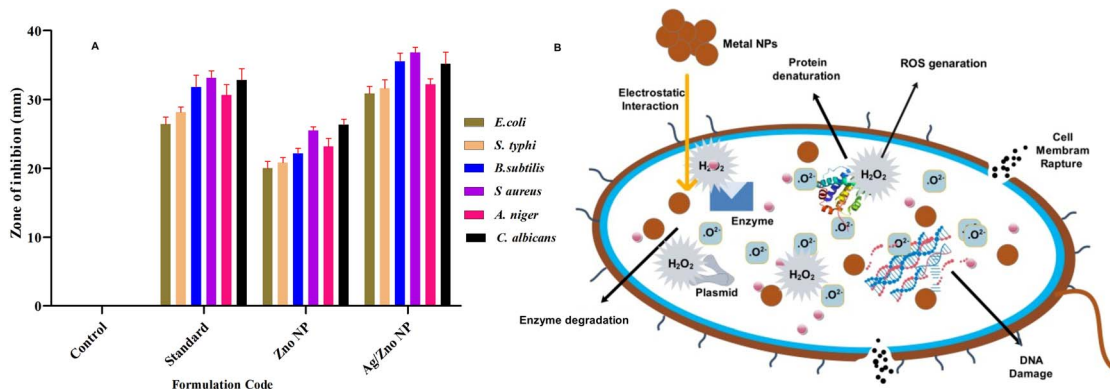 A
40
30
20
10
0
Zone of inhibition (mm)
Control
Standard
Zno NP
Ag/Zno NP
Formulation Code
E.coli
S. typhi
B.subtilis
S aureus
A. niger
C. albicans
B
Metal NPs
Electrostatic
Interaction
Protein
denaturation
ROS genaration
Cell
Membram
Rapture
H₂O₂
Enzyme
.O²⁻
H₂O₂
.O²⁻
.O²⁻
H₂O₂
Plasmid
.O²⁻
.O²⁻
.O²⁻
H₂O₂
.O²⁻
.O²⁻
.O²⁻
Enzyme degradation
DNA
Damage